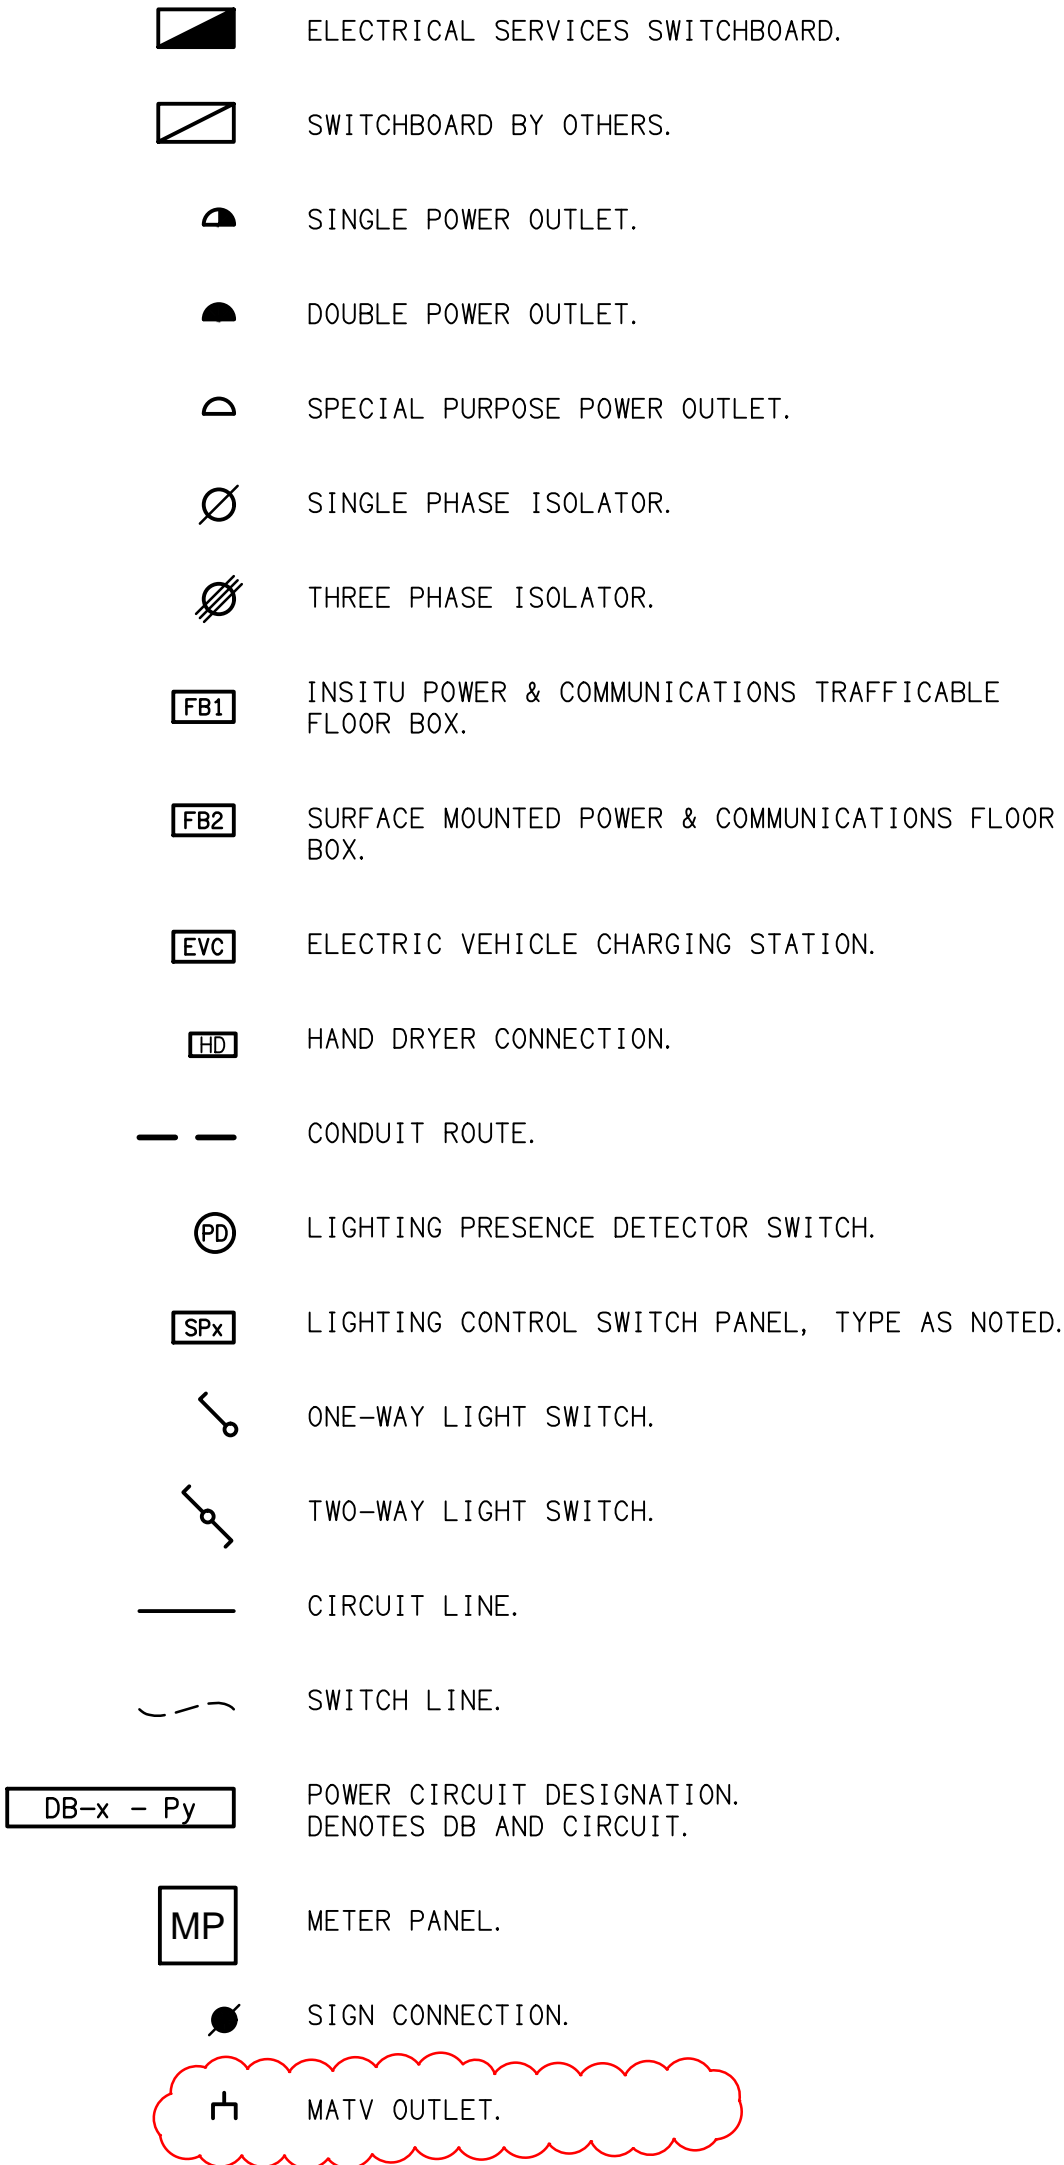 ELECTRICAL SERVICES SWITCHBOARD.
SWITCHBOARD BY OTHERS.
SINGLE POWER OUTLET.
DOUBLE POWER OUTLET.
SPECIAL PURPOSE POWER OUTLET.
SINGLE PHASE ISOLATOR.
THREE PHASE ISOLATOR.
FB1 INSITU POWER & COMMUNICATIONS TRAFFICABLE
FLOOR BOX.
FB2 SURFACE MOUNTED POWER & COMMUNICATIONS FLOOR
BOX.
EVC ELECTRIC VEHICLE CHARGING STATION.
HD HAND DRYER CONNECTION.
CONDUIT ROUTE.
PD LIGHTING PRESENCE DETECTOR SWITCH.
SPx LIGHTING CONTROL SWITCH PANEL, TYPE AS NOTED.
ONE-WAY LIGHT SWITCH.
TWO-WAY LIGHT SWITCH.
CIRCUIT LINE.
SWITCH LINE.
DB-x - Py POWER CIRCUIT DESIGNATION.
DENOTES DB AND CIRCUIT.
MP METER PANEL.
SIGN CONNECTION.
MATV OUTLET.